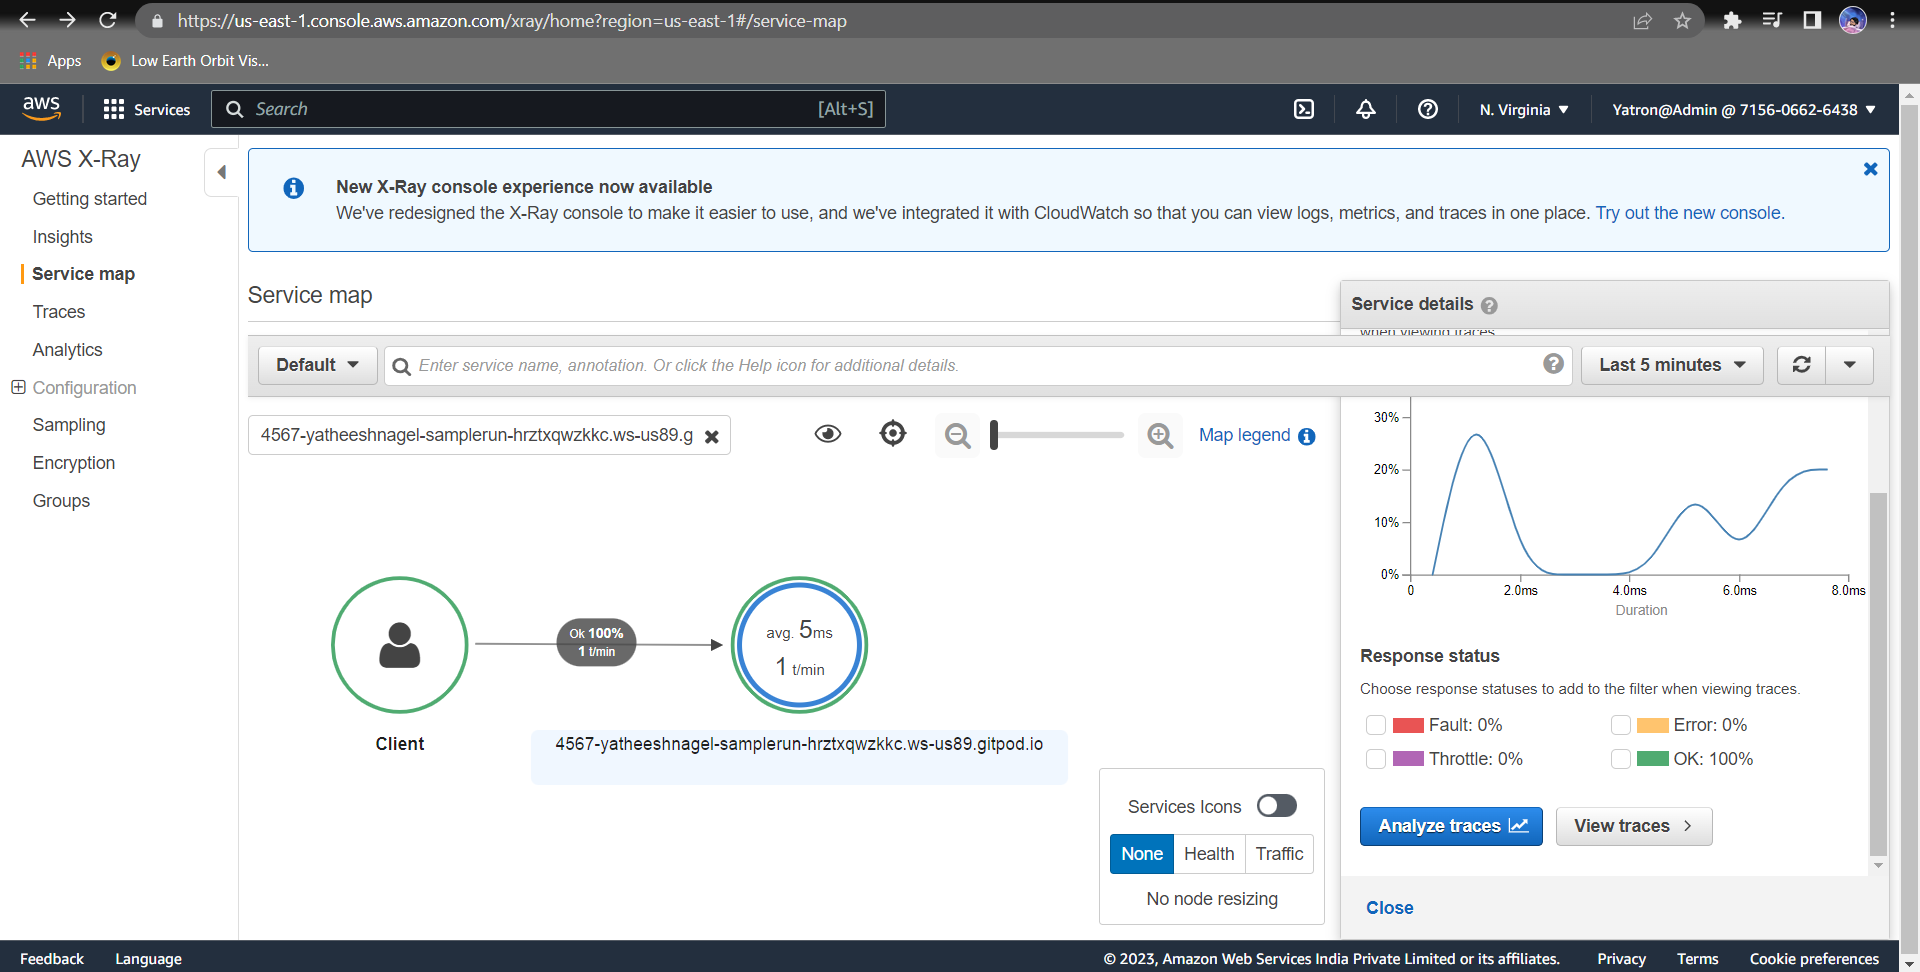 https://us-east-1.console.aws.amazon.com/xray/home?region=us-east-1#/service-map
Apps
Low Earth Orbit Vis...
aws
Services
Search
[Alt+S]
N. Virginia
Yatron@Admin @ 7156-0662-6438
AWS X-Ray
Getting started
Insights
Service map
Traces
Analytics
Configuration
Sampling
Encryption
Groups
New X-Ray console experience now available
We've redesigned the X-Ray console to make it easier to use, and we've integrated it with CloudWatch so that you can view logs, metrics, and traces in one place. Try out the new console.
Service map
Default
Enter service name, annotation. Or click the Help icon for additional details.
Last 5 minutes
4567-yatheeshnagel-samplerun-hrztxqwzkkc.ws-us89.g
Map legend
Ok 100%
1 t/min
avg. 5ms
1 t/min
Client
4567-yatheeshnagel-samplerun-hrztxqwzkkc.ws-us89.gitpod.io
Services Icons
None
Health
Traffic
No node resizing
Service details
when viewing traces.
30%
20%
10%
0%
0
2.0ms
4.0ms
6.0ms
8.0ms
Duration
Response status
Choose response statuses to add to the filter when viewing traces.
Fault: 0%
Error: 0%
Throttle: 0%
OK: 100%
Analyze traces
View traces
Close
Feedback
Language
© 2023, Amazon Web Services India Private Limited or its affiliates.
Privacy
Terms
Cookie preferences